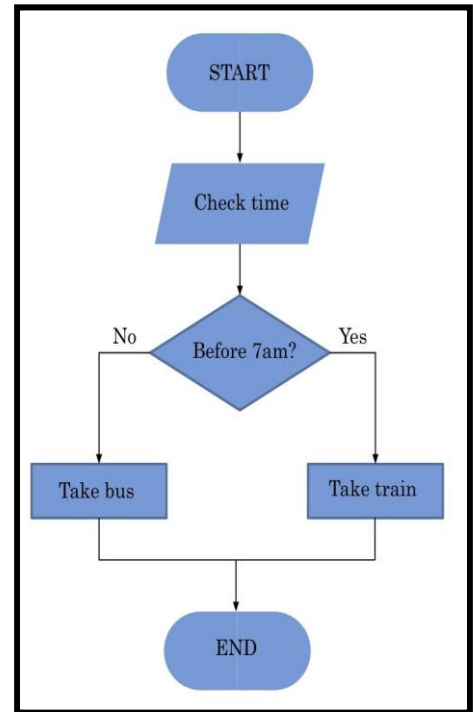 START
Check time
Before 7am?
No
Yes
Take bus
Take train
END